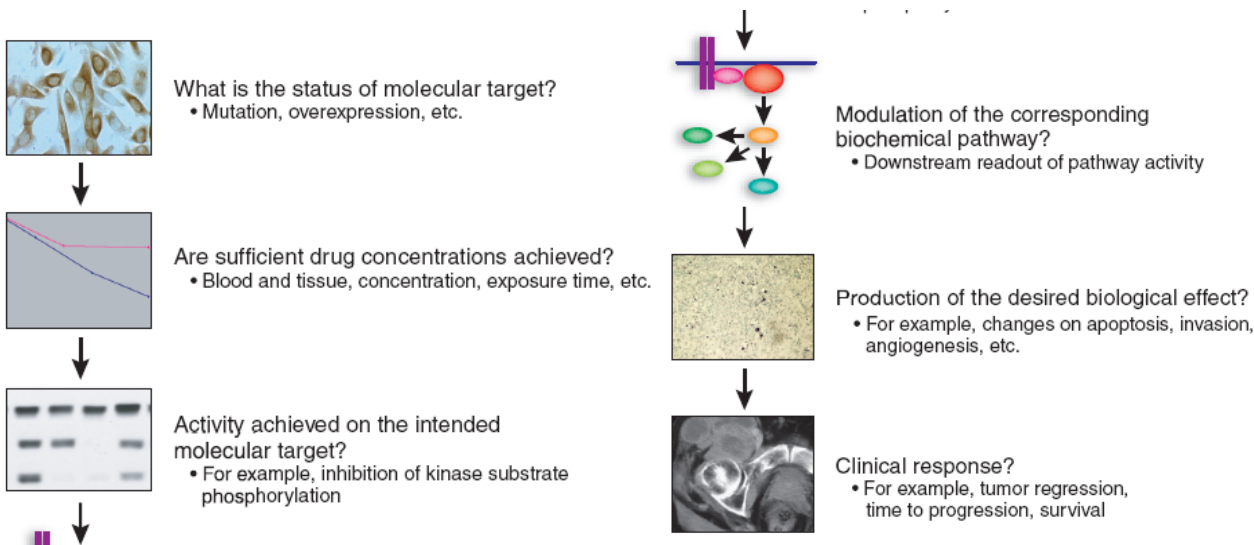 What is the status of molecular target?
• Mutation, overexpression, etc.
Are sufficient drug concentrations achieved?
• Blood and tissue, concentration, exposure time, etc.
Activity achieved on the intended
molecular target?
• For example, inhibition of kinase substrate
phosphorylation
Modulation of the corresponding
biochemical pathway?
• Downstream readout of pathway activity
Production of the desired biological effect?
• For example, changes on apoptosis, invasion,
angiogenesis, etc.
Clinical response?
• For example, tumor regression,
time to progression, survival